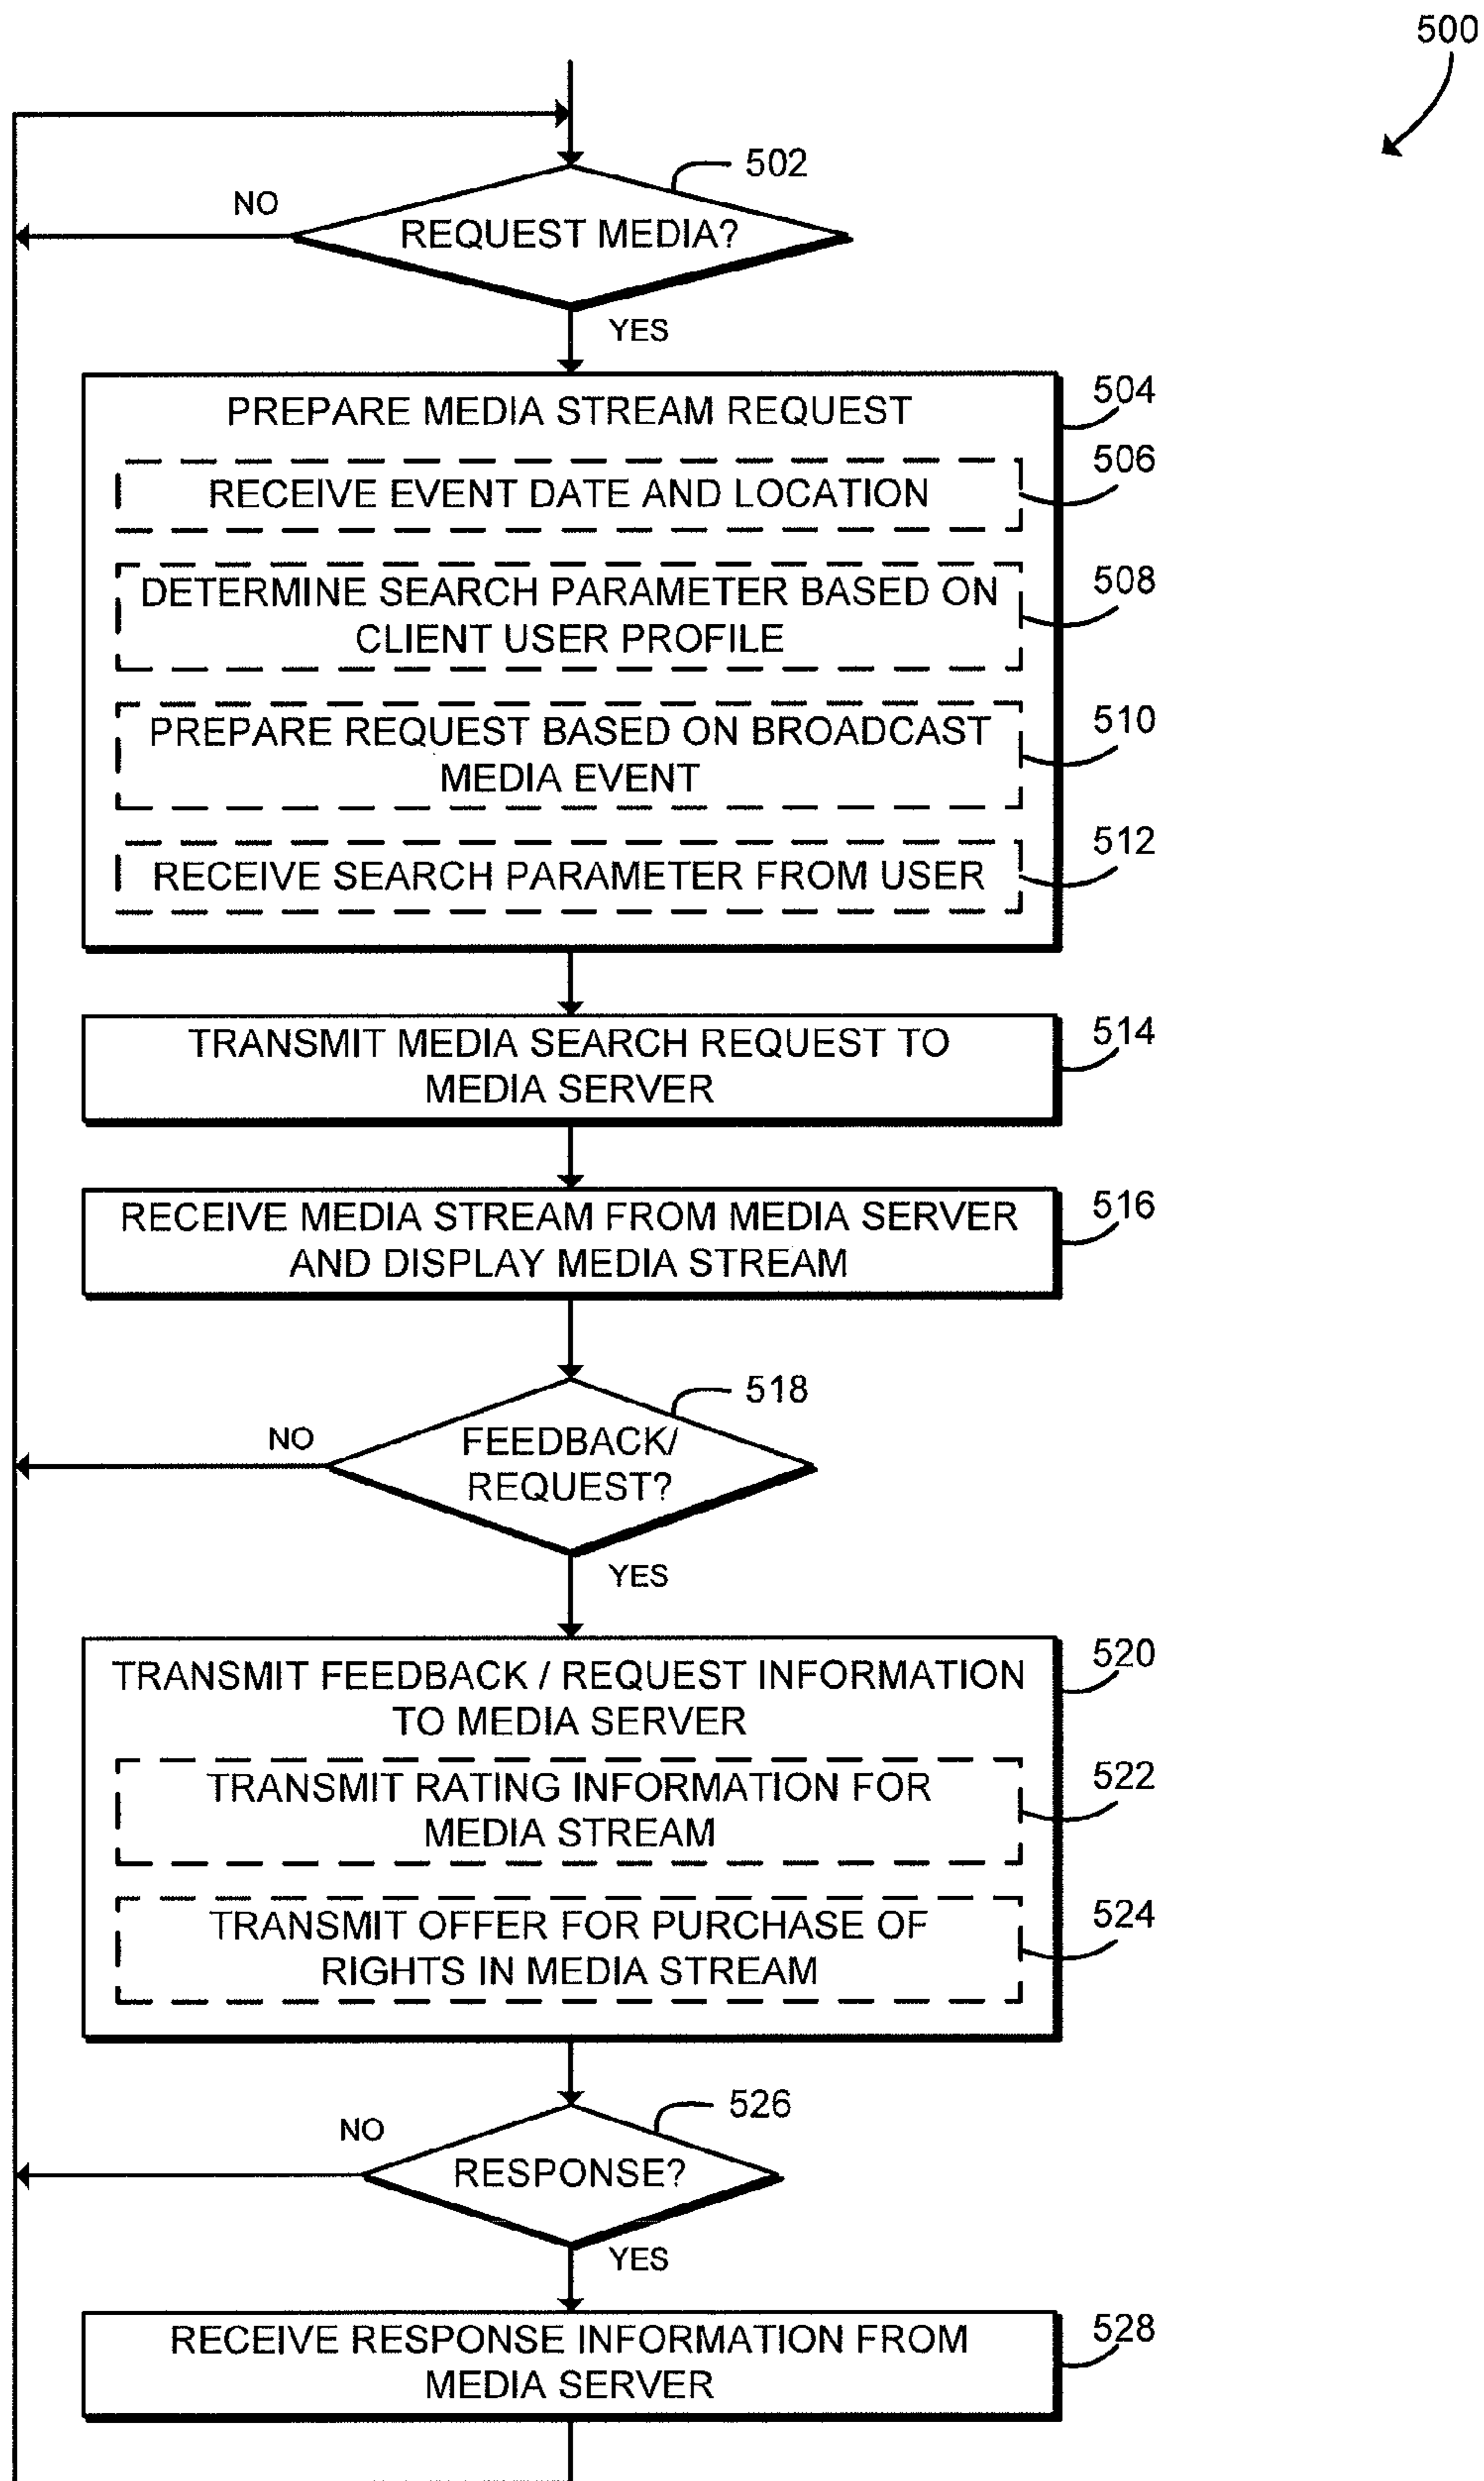 500
502
NO
REQUEST MEDIA?
YES
504
PREPARE MEDIA STREAM REQUEST
506
RECEIVE EVENT DATE AND LOCATION
508
DETERMINE SEARCH PARAMETER BASED ON
CLIENT USER PROFILE
510
PREPARE REQUEST BASED ON BROADCAST
MEDIA EVENT
512
RECEIVE SEARCH PARAMETER FROM USER
514
TRANSMIT MEDIA SEARCH REQUEST TO
MEDIA SERVER
516
RECEIVE MEDIA STREAM FROM MEDIA SERVER
AND DISPLAY MEDIA STREAM
518
NO
FEEDBACK/
REQUEST?
YES
520
TRANSMIT FEEDBACK / REQUEST INFORMATION
TO MEDIA SERVER
522
TRANSMIT RATING INFORMATION FOR
MEDIA STREAM
524
TRANSMIT OFFER FOR PURCHASE OF
RIGHTS IN MEDIA STREAM
526
NO
RESPONSE?
YES
528
RECEIVE RESPONSE INFORMATION FROM
MEDIA SERVER